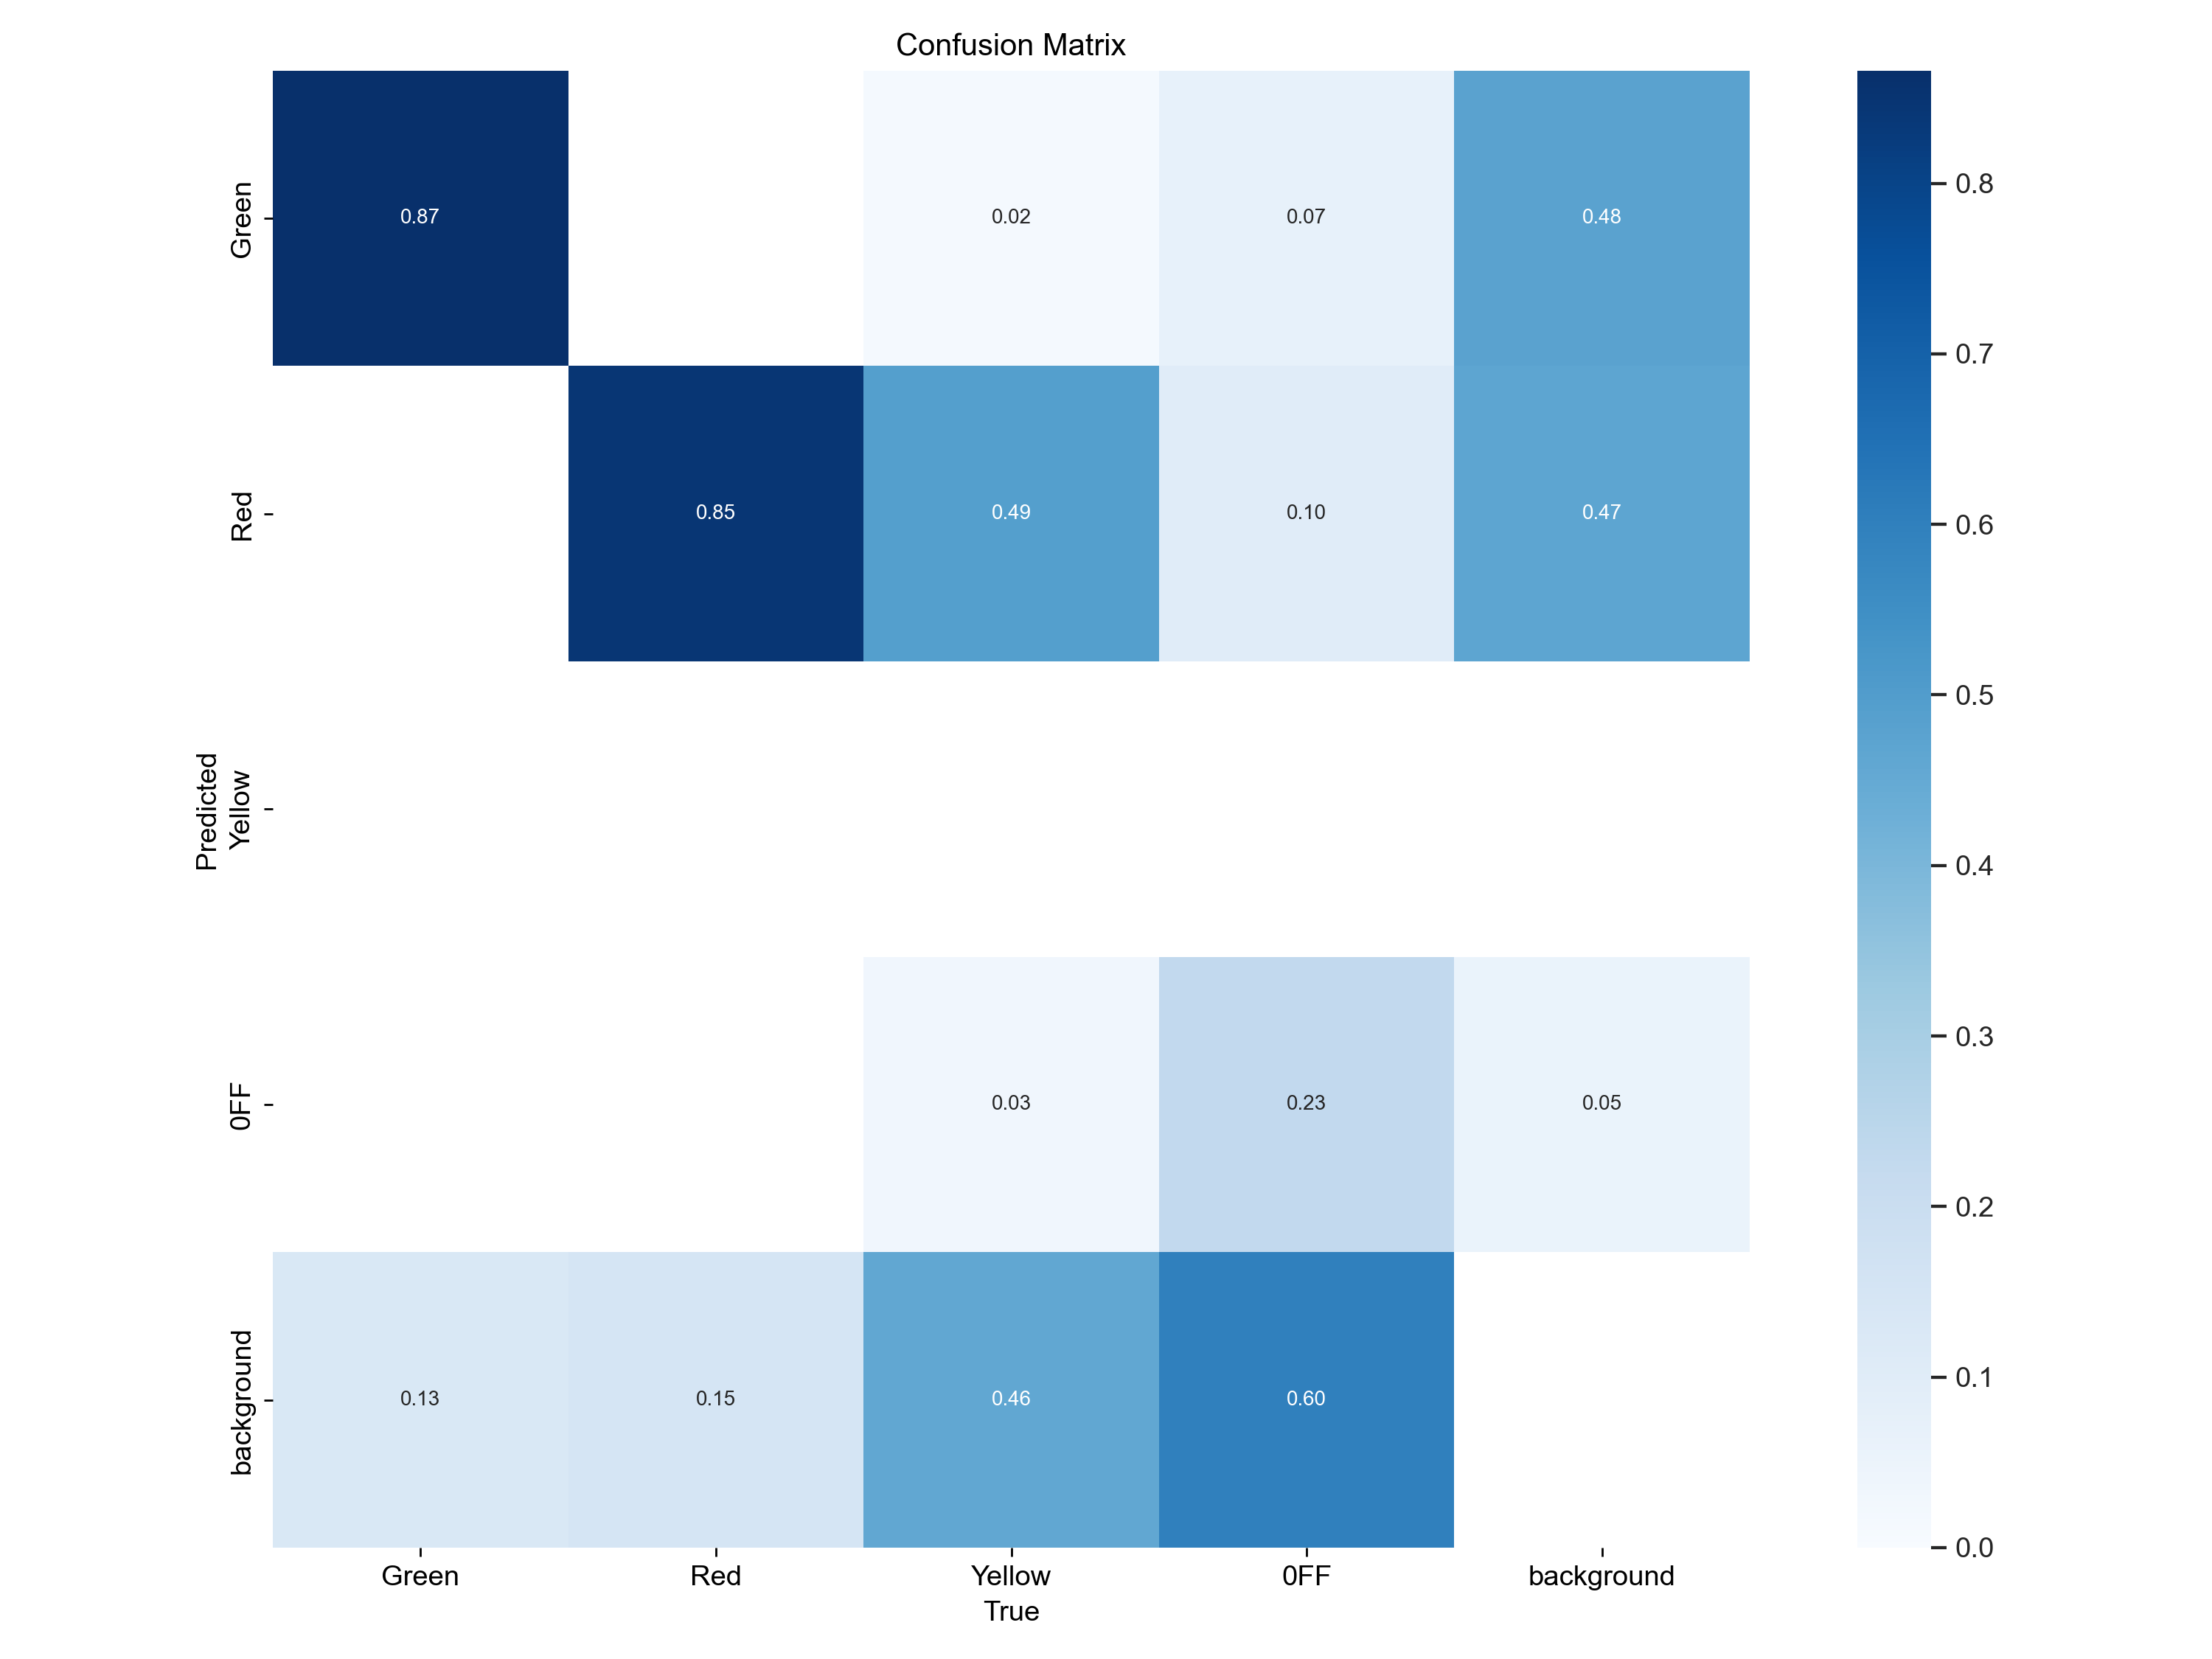 Confusion Matrix
Green
0.87
0.02
0.07
0.48
Red
0.85
0.49
0.10
0.47
Predicted
Yellow
0FF
0.03
0.23
0.05
background
0.13
0.15
0.46
0.60
Green
Red
Yellow
0FF
background
True
0.8
0.7
0.6
0.5
0.4
0.3
0.2
0.1
0.0